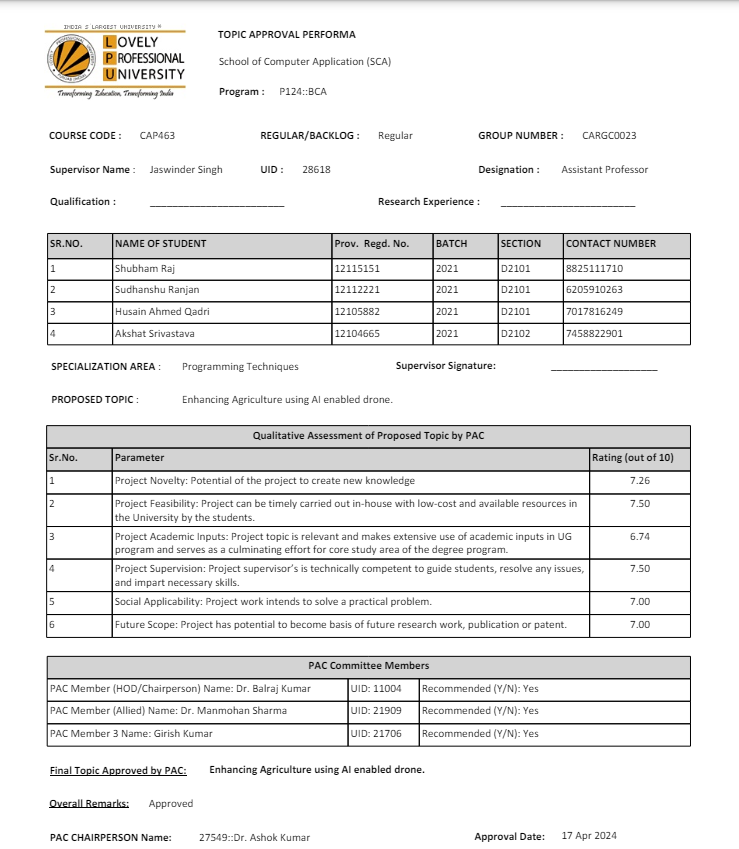 INDIA'S LARGEST UNIVERSITY *
LOVELY
PROFESSIONAL
UNIVERSITY
Transforming Education, Transforming India
TOPIC APPROVAL PERFORMA
School of Computer Application (SCA)
Program : P124::BCA
COURSE CODE : CAP463 REGULAR/BACKLOG : Regular GROUP NUMBER : CARGC0023
Supervisor Name : Jaswinder Singh UID : 28618 Designation : Assistant Professor
Qualification : ________________________ Research Experience : ________________________
SR.NO. NAME OF STUDENT Prov. Regd. No. BATCH SECTION CONTACT NUMBER
1 Shubham Raj 12115151 2021 D2101 8825111710
2 Sudhanshu Ranjan 12112221 2021 D2101 6205910263
3 Husain Ahmed Qadri 12105882 2021 D2101 7017816249
4 Akshat Srivastava 12104665 2021 D2102 7458822901
SPECIALIZATION AREA : Programming Techniques Supervisor Signature: ___________________
PROPOSED TOPIC : Enhancing Agriculture using AI enabled drone.
Qualitative Assessment of Proposed Topic by PAC
Sr.No. Parameter Rating (out of 10)
1 Project Novelty: Potential of the project to create new knowledge 7.26
2 Project Feasibility: Project can be timely carried out in-house with low-cost and available resources in 7.50
the University by the students.
3 Project Academic Inputs: Project topic is relevant and makes extensive use of academic inputs in UG 6.74
program and serves as a culminating effort for core study area of the degree program.
4 Project Supervision: Project supervisor's is technically competent to guide students, resolve any issues, 7.50
and impart necessary skills.
5 Social Applicability: Project work intends to solve a practical problem. 7.00
6 Future Scope: Project has potential to become basis of future research work, publication or patent. 7.00
PAC Committee Members
PAC Member (HOD/Chairperson) Name: Dr. Balraj Kumar UID: 11004 Recommended (Y/N): Yes
PAC Member (Allied) Name: Dr. Manmohan Sharma UID: 21909 Recommended (Y/N): Yes
PAC Member 3 Name: Girish Kumar UID: 21706 Recommended (Y/N): Yes
Final Topic Approved by PAC: Enhancing Agriculture using AI enabled drone.
Overall Remarks: Approved
PAC CHAIRPERSON Name: 27549::Dr. Ashok Kumar Approval Date: 17 Apr 2024